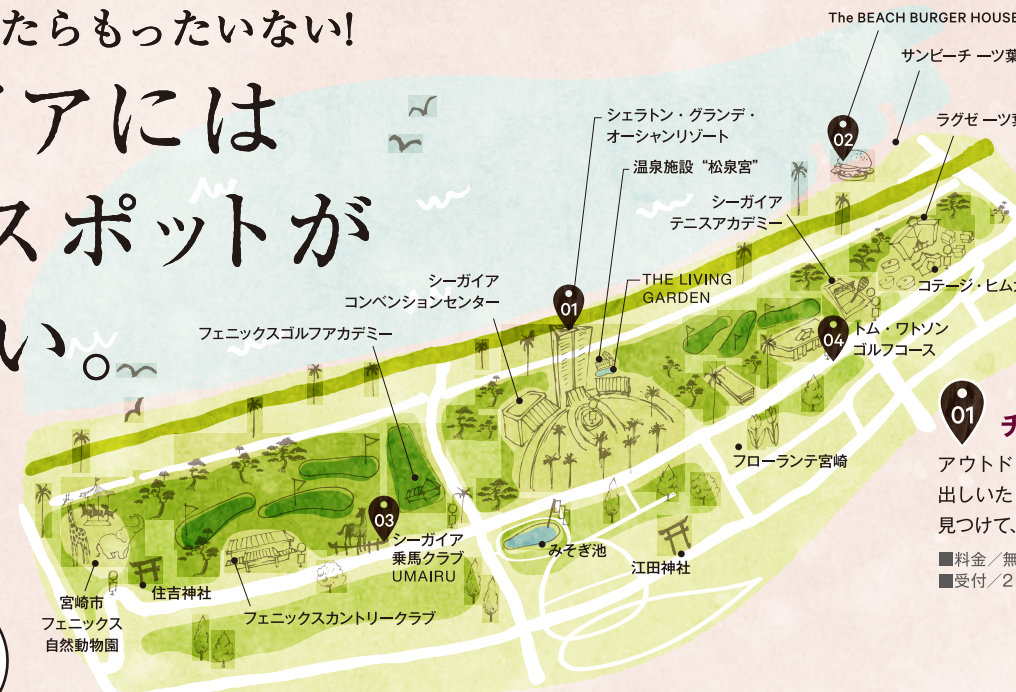 たらもったいない!
アには
スポットが
い。
The BEACH BURGER HOUSE
サンビーチ 一ツ葉
ラグゼ 一ツ葉
シェラトン・グランデ・
オーシャンリゾート
温泉施設 “松泉宮”
シーガイア
テニスアカデミー
02
THE LIVING
GARDEN
シーガイア
コンベンションセンター
フェニックスゴルフアカデミー
01
コテージ・ヒムカ
04
トム・ワトソン
ゴルフコース
フローランテ宮崎
03
シーガイア
乗馬クラブ
UMAIRU
みそぎ池
江田神社
住吉神社
宮崎市
フェニックス
自然動物園
フェニックスカントリークラブ
01
チ
アウトド
出しいた
見つけて、
■料金／無
■受付／2